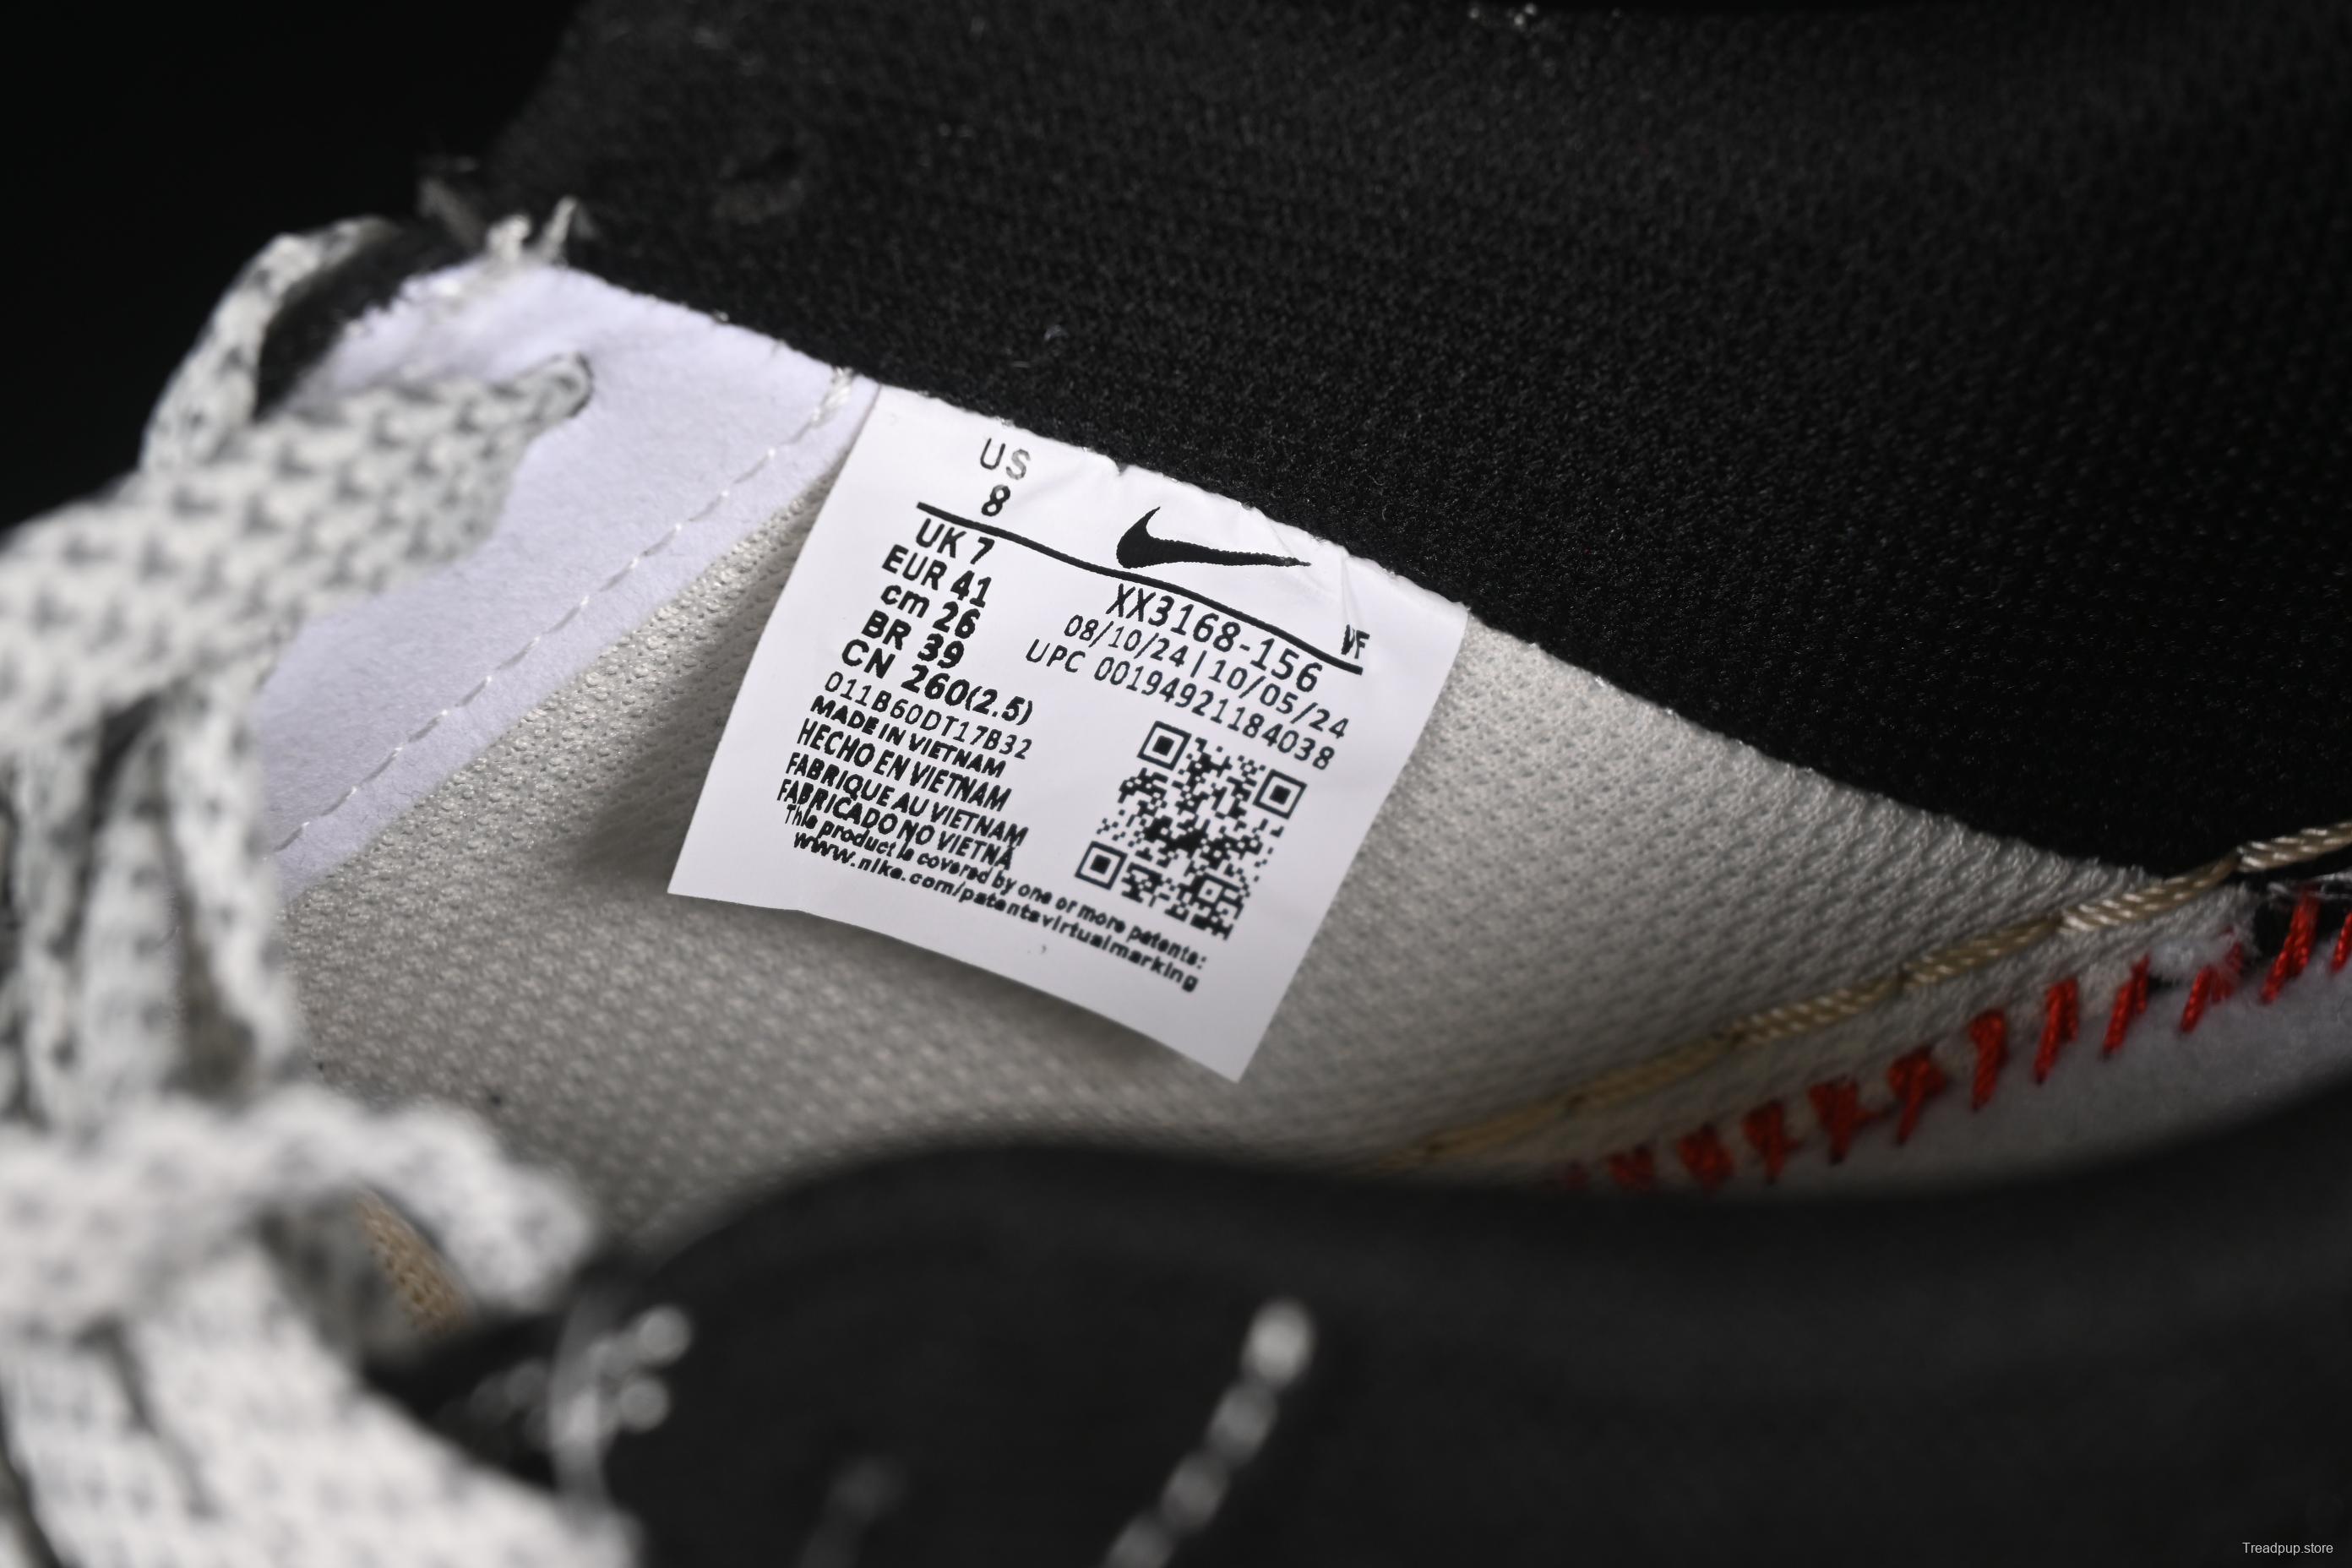 US
8
UK 7
EUR 41
cm 26
BR 39
CN 260(2.5)
011B60DT17B32
MADE IN VIETNAM
HECHO EN VIETNAM
FABRIQUE AU VIETNAM
FABRICADO NO VIETNÃ
This product is covered by one or more patents:
www.nike.com/patentsvirtualmarking
VF
XX3168-156
08/10/24|10/05/24
UPC 00194921184038
Treadpup.store